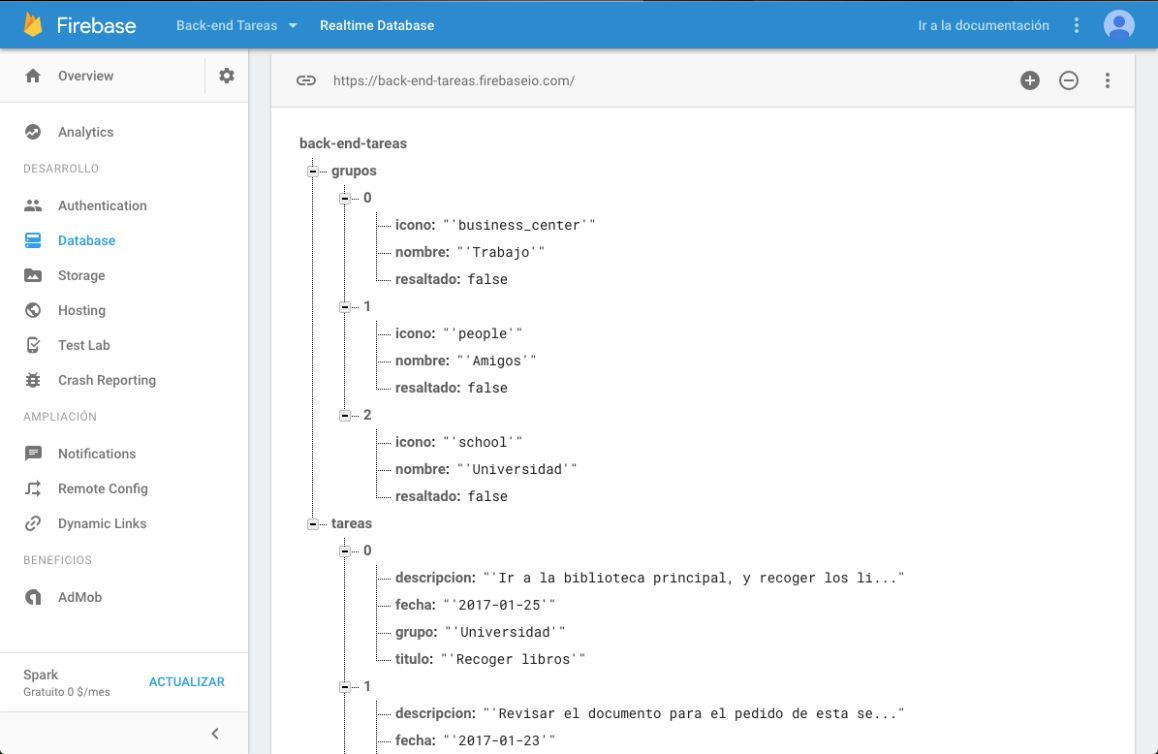 Firebase
Back-end Tareas
Realtime Database
Ir a la documentación
Overview
Analytics
DESARROLLO
Authentication
Database
Storage
Hosting
Test Lab
Crash Reporting
AMPLIACIÓN
Notifications
Remote Config
Dynamic Links
BENEFICIOS
AdMob
Spark
Gratuito 0 $/mes
ACTUALIZAR
https://back-end-tareas.firebaseio.com/
back-end-tareas
grupos
0
icono: "'business_center'"
nombre: "'Trabajo'"
resaltado: false
1
icono: "'people'"
nombre: "'Amigos'"
resaltado: false
2
icono: "'school'"
nombre: "'Universidad'"
resaltado: false
tareas
0
descripcion: "'Ir a la biblioteca principal, y recoger los li..."
fecha: "'2017-01-25'"
grupo: "'Universidad'"
titulo: "'Recoger libros'"
1
descripcion: "'Revisar el documento para el pedido de esta se..."
fecha: "'2017-01-23'"